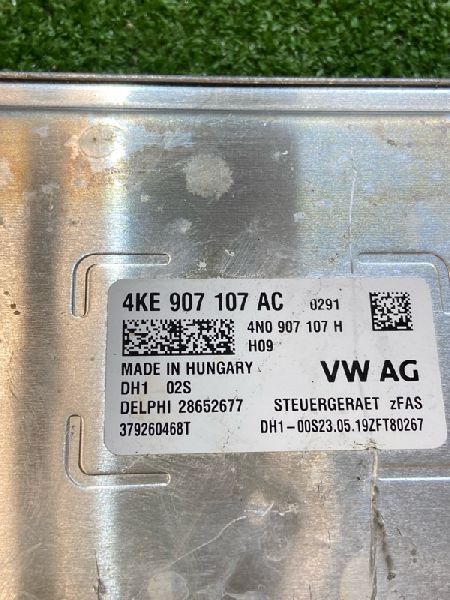 4KE 907 107 AC 0291
4N0 907 107 H
H09
MADE IN HUNGARY
VW AG
DH1 02S
DELPHI 28652677 STEUERGERAET zFAS
379260468T DH1-00S23.05.19ZFT80267